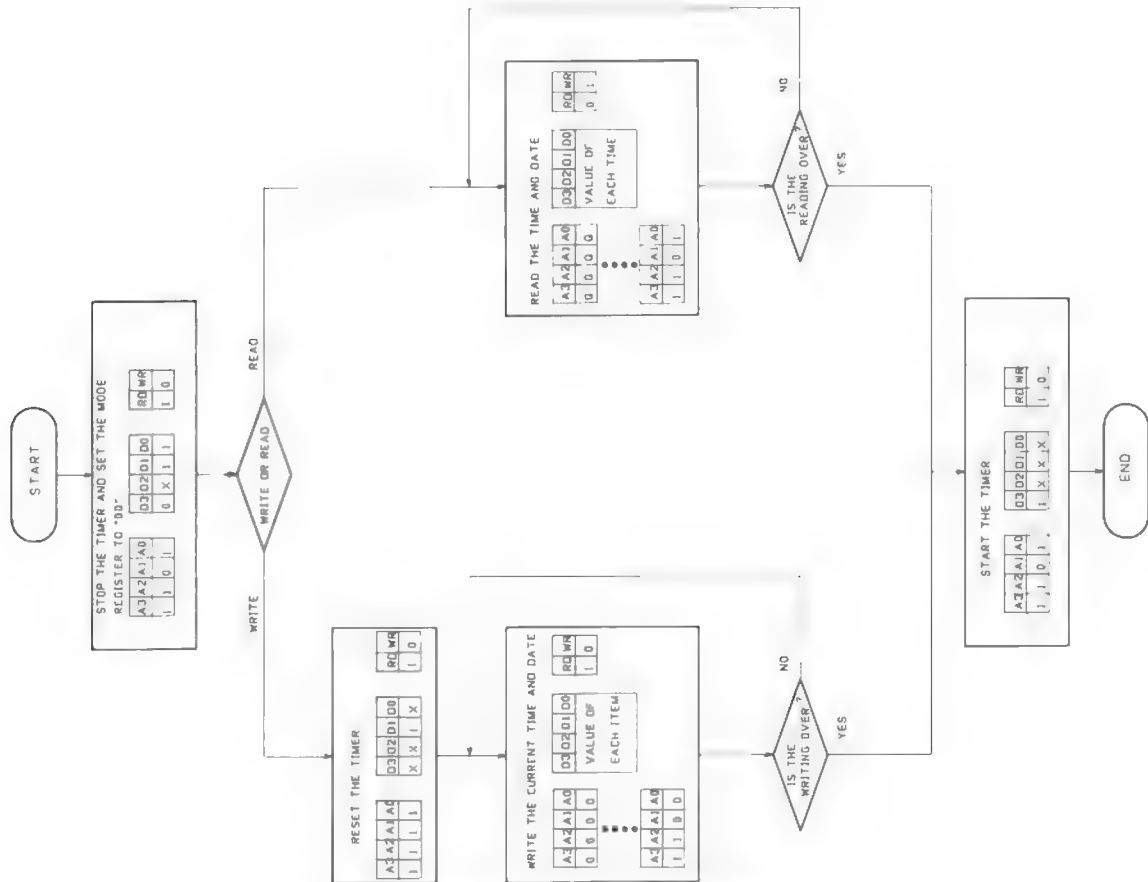 START
STOP THE TIMER AND SET THE MODE
REGISTER TO "00"
A3 A2 A1 A0
1 1 0 1
D3 D2 D1 D0
0 X 1 1
RD WR
1 0
WRITE OR READ
WRITE
READ
RESET THE TIMER
A3 A2 A1 A0
1 1 1 1
D3 D2 D1 D0
X X 1 X
RD WR
1 0
WRITE THE CURRENT TIME AND DATE
A3 A2 A1 A0
0 0 0 0
A3 A2 A1 A0
1 1 0 0
D3 D2 D1 D0
VALUE OF
EACH ITEM
RD WR
1 0
IS THE
WRITING OVER ?
NO
YES
READ THE TIME AND DATE
A3 A2 A1 A0
0 0 0 0
A3 A2 A1 A0
1 1 0 1
D3 D2 D1 D0
VALUE OF
EACH TIME
RD WR
0 1
IS THE
READING OVER ?
NO
YES
START THE TIMER
A3 A2 A1 A0
1 1 0 1
D3 D2 D1 D0
1 X X X
RD WR
1 0
END